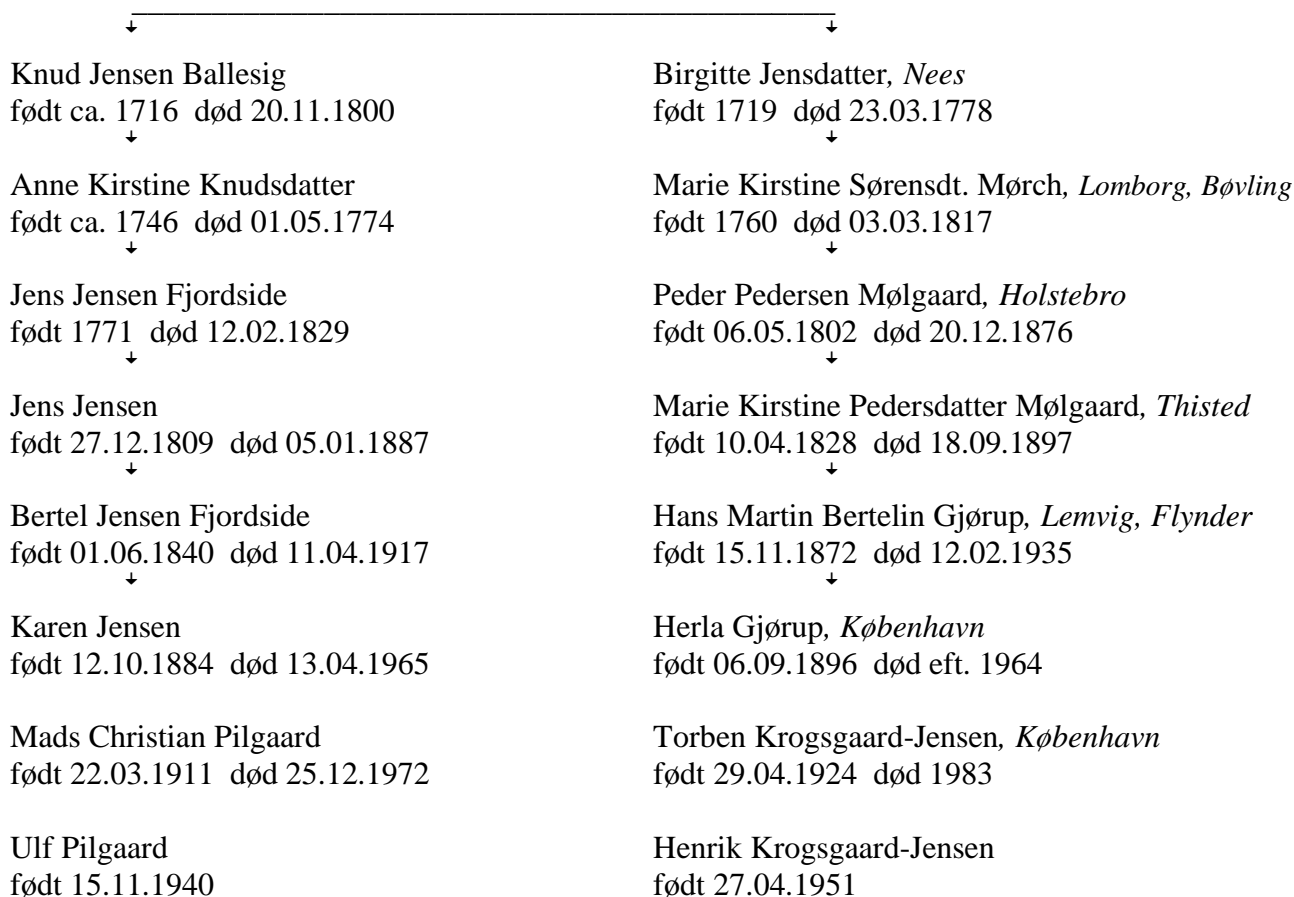 Knud Jensen Ballesig
født ca. 1716 død 20.11.1800
Anne Kirstine Knudsdatter
født ca. 1746 død 01.05.1774
Jens Jensen Fjordside
født 1771 død 12.02.1829
Jens Jensen
født 27.12.1809 død 05.01.1887
Bertel Jensen Fjordside
født 01.06.1840 død 11.04.1917
Karen Jensen
født 12.10.1884 død 13.04.1965
Mads Christian Pilgaard
født 22.03.1911 død 25.12.1972
Ulf Pilgaard
født 15.11.1940
Birgitte Jensdatter, Nees
født 1719 død 23.03.1778
Marie Kirstine Sørensdt. Mørch, Lomborg, Bøvling
født 1760 død 03.03.1817
Peder Pedersen Mølgaard, Holstebro
født 06.05.1802 død 20.12.1876
Marie Kirstine Pedersdatter Mølgaard, Thisted
født 10.04.1828 død 18.09.1897
Hans Martin Bertelin Gjørup, Lemvig, Flynder
født 15.11.1872 død 12.02.1935
Herla Gjørup, København
født 06.09.1896 død eft. 1964
Torben Krogsgaard-Jensen, København
født 29.04.1924 død 1983
Henrik Krogsgaard-Jensen
født 27.04.1951